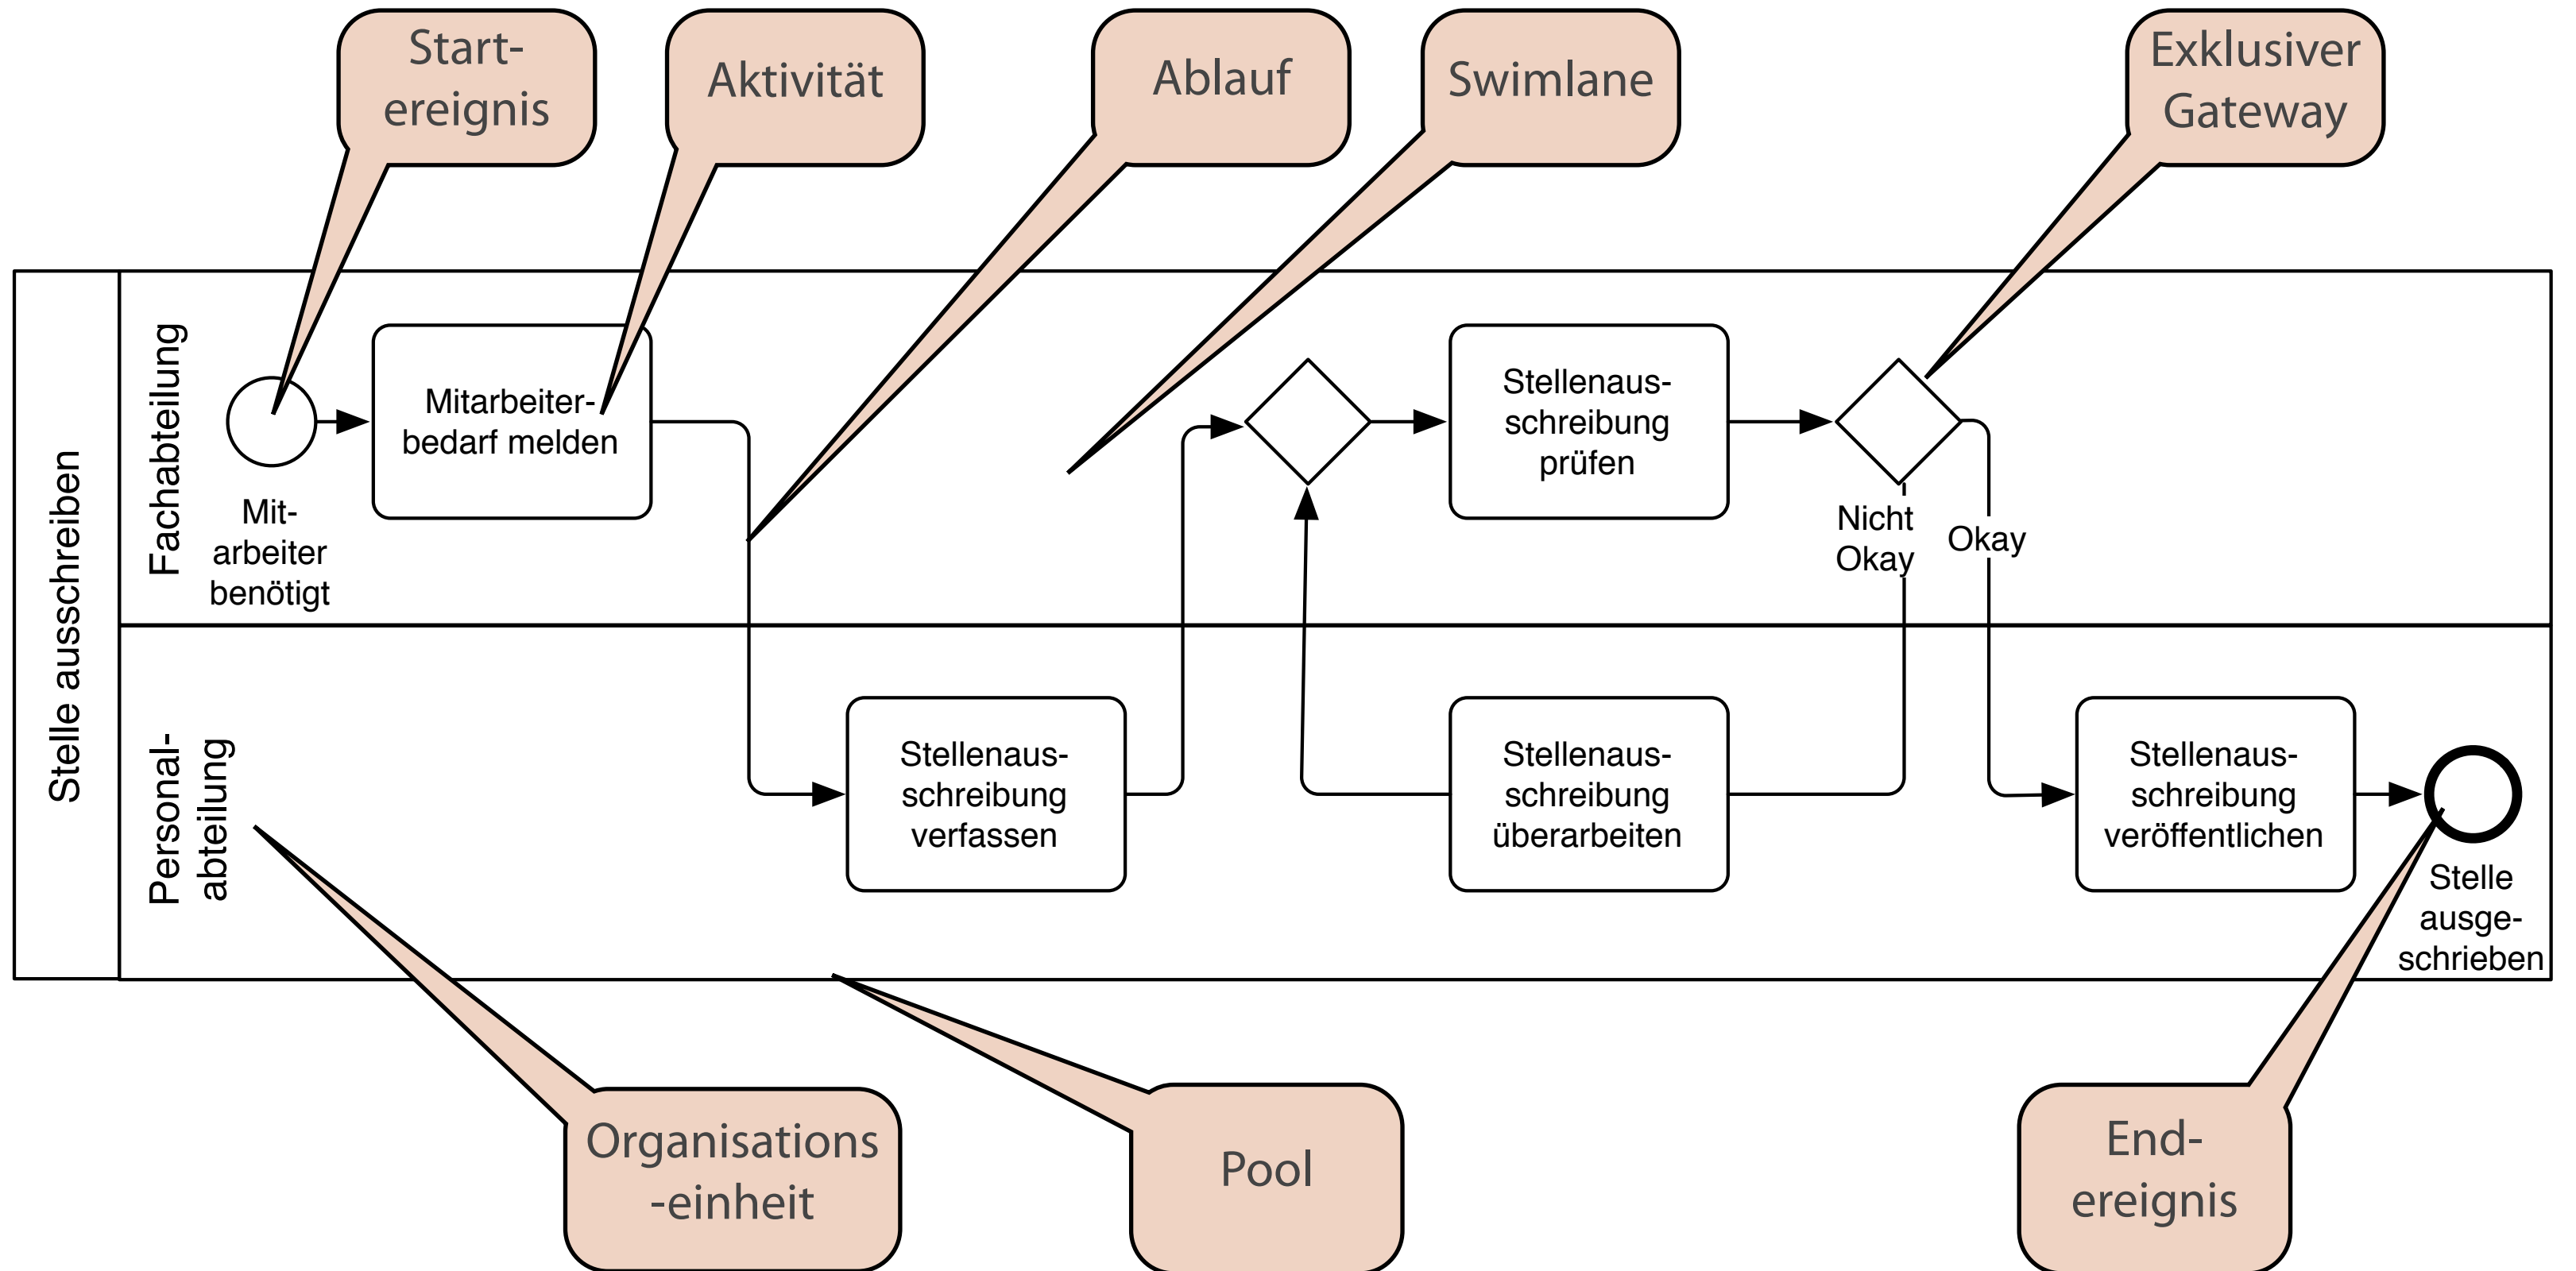 Start-
ereignis
Aktivität
Ablauf
Swimlane
Exklusiver
Gateway
Stelle ausschreiben
Fachabteilung
Mit-
arbeiter
benötigt
Mitarbeiter-
bedarf melden
Stellenaus-
schreibung
prüfen
Nicht
Okay
Okay
Personal-
abteilung
Stellenaus-
schreibung
verfassen
Stellenaus-
schreibung
überarbeiten
Stellenaus-
schreibung
veröffentlichen
Stelle
ausge-
schrieben
Organisations
-einheit
Pool
End-
ereignis